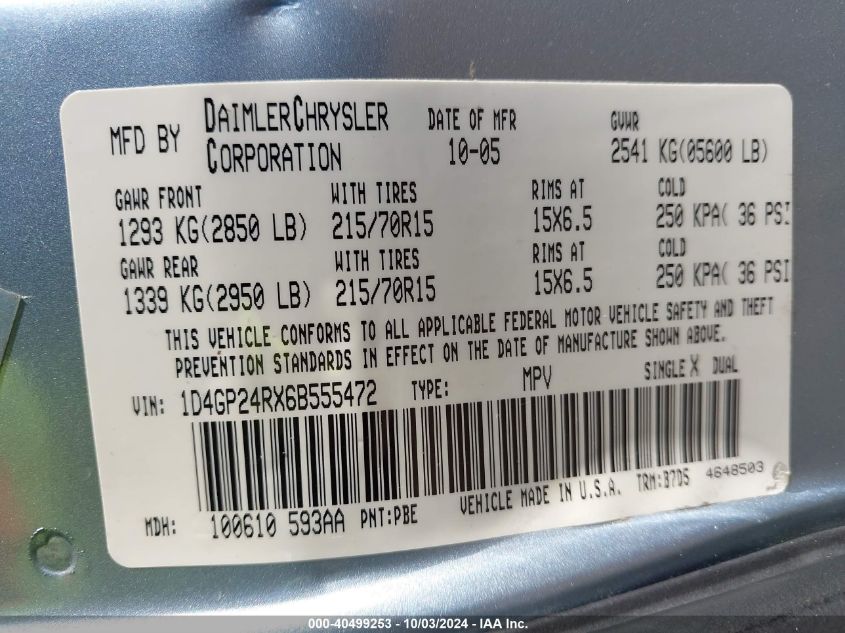 MFD BY DAIMLERCHRYSLER CORPORATION DATE OF MFR 10-05 GVWR 2541 KG(05600 LB)
GAWR FRONT WITH TIRES RIMS AT COLD
1293 KG(2850 LB) 215/70R15 15X6.5 250 KPA( 36 PSI
GAWR REAR WITH TIRES RIMS AT COLD
1339 KG(2950 LB) 215/70R15 15X6.5 250 KPA( 36 PSI
THIS VEHICLE CONFORMS TO ALL APPLICABLE FEDERAL MOTOR VEHICLE SAFETY AND THEFT
PREVENTION STANDARDS IN EFFECT ON THE DATE OF MANUFACTURE SHOWN ABOVE.
VIN: 1D4GP24RX6B555472 TYPE: MPV SINGLE X DUAL
MDH: 100610 593AA PNT:PBE VEHICLE MADE IN U.S.A. TRM:B7D5 4648503
000-40499253 - 10/03/2024 - IAA Inc.